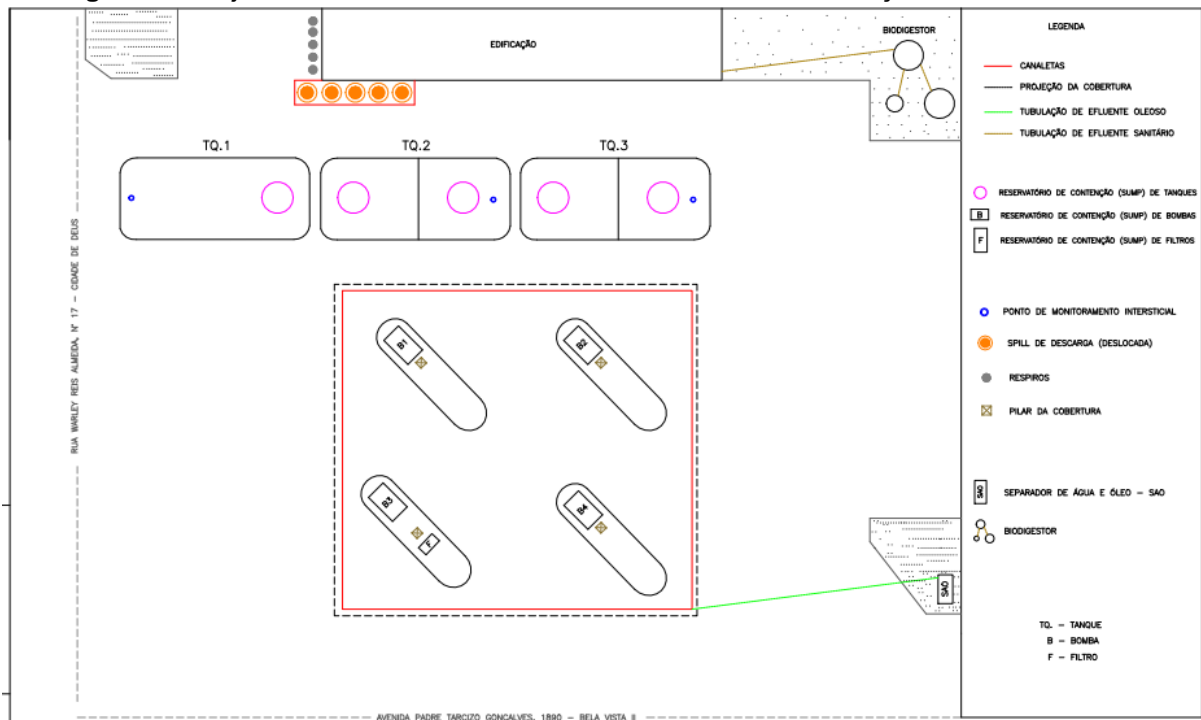 EDIFICAÇÃO
BIODIGESTOR
TQ.1
TQ.2
TQ.3
B1
B2
B3
F
B4
SAO
RUA WARLEY REIS ALMEIDA, N° 17 – CIDADE DE DEUS
AVENIDA PADRE TARCIZO GONÇALVES, 1890 – BELA VISTA II
LEGENDA
CANALETAS
PROJEÇÃO DA COBERTURA
TUBULAÇÃO DE EFLUENTE OLEOSO
TUBULAÇÃO DE EFLUENTE SANITÁRIO
RESERVATÓRIO DE CONTENÇÃO (SUMP) DE TANQUES
B RESERVATÓRIO DE CONTENÇÃO (SUMP) DE BOMBAS
F RESERVATÓRIO DE CONTENÇÃO (SUMP) DE FILTROS
PONTO DE MONITORAMENTO INTERSTICIAL
SPILL DE DESCARGA (DESLOCADA)
RESPIROS
PILAR DA COBERTURA
SAO SEPARADOR DE ÁGUA E ÓLEO – SAO
BIODIGESTOR
TQ. – TANQUE
B – BOMBA
F – FILTRO